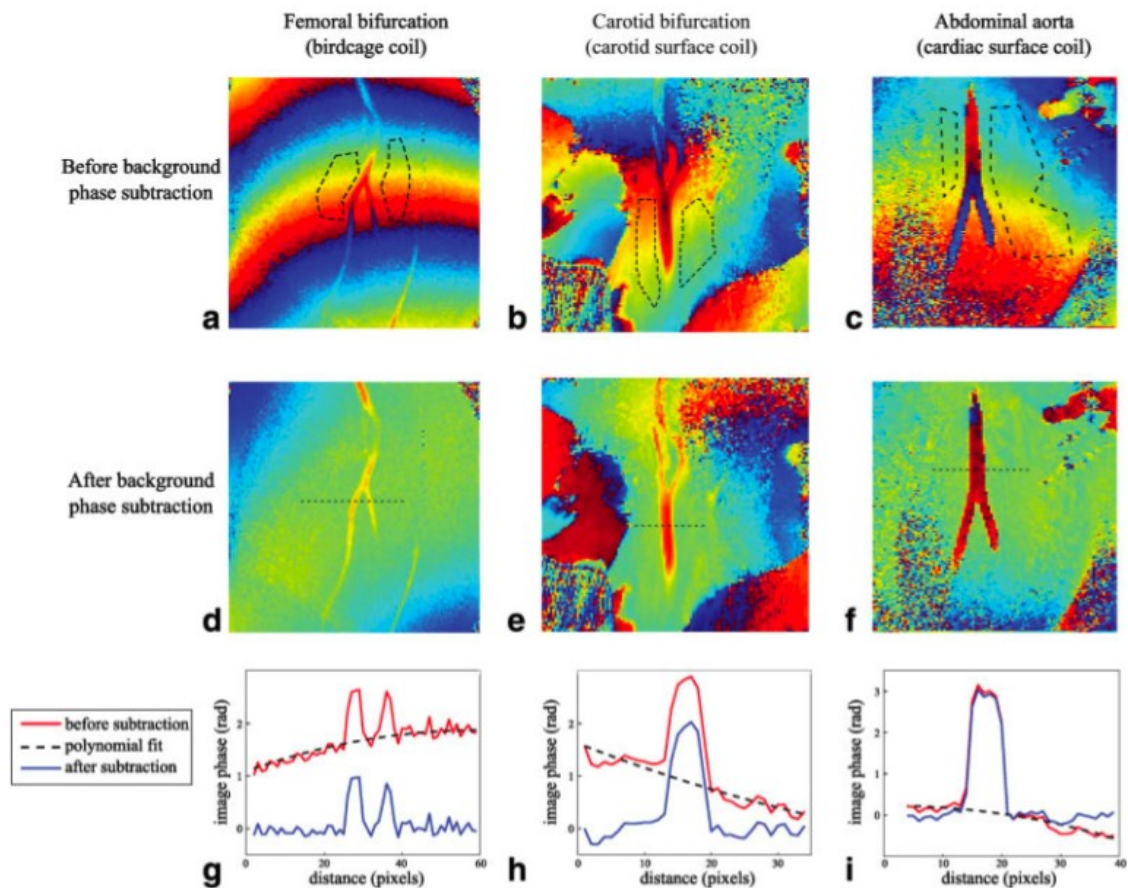 Femoral bifurcation
(birdcage coil)
Carotid bifurcation
(carotid surface coil)
Abdominal aorta
(cardiac surface coil)
Before background
phase subtraction
a
b
c
After background
phase subtraction
d
e
f
before subtraction
polynomial fit
after subtraction
image phase (rad)
2
1
0
0
20
40
60
g
distance (pixels)
image phase (rad)
2
1
0
0
10
20
30
h
distance (pixels)
image phase (rad)
3
2
1
0
0
10
20
30
40
i
distance (pixels)